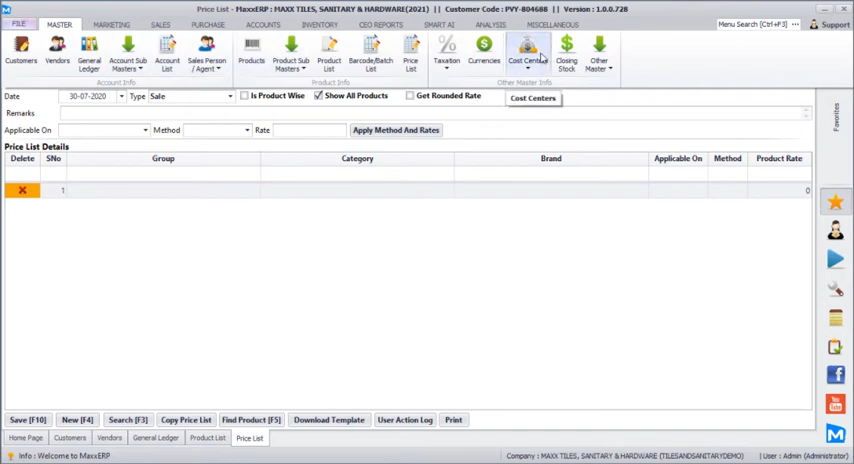 Price List - MaxxERP : MAXX TILES, SANITARY & HARDWARE(2021) || Customer Code : PVY-804688 || Version : 1.0.0.728
FILE MASTER MARKETING SALES PURCHASE ACCOUNTS INVENTORY CEO REPORTS SMART AI ANALYSIS MISCELLANEOUS Menu Search [Ctrl+F3] Support
Customers Vendors General Ledger Account Sub Masters Account List Sales Person / Agent Products Product Sub Masters Product List Barcode/Batch List Price List Taxation Currencies Cost Centers Closing Stock Other Master
Account Info Product Info Other Master Info
Date 30-07-2020 Type Sale Is Product Wise Show All Products Get Rounded Rate Cost Centers
Remarks
Applicable On Method Rate Apply Method And Rates
Favorites
Price List Details
Delete SNo Group Category Brand Applicable On Method Product Rate
1 0
Save [F10] New [F4] Search [F3] Copy Price List Find Product [F5] Download Template User Action Log Print
Home Page Customers Vendors General Ledger Product List Price List
Info : Welcome to MaxxERP Company : MAXX TILES, SANITARY & HARDWARE (TILESANDSANITARYDEMO) User : Admin (Administrator)